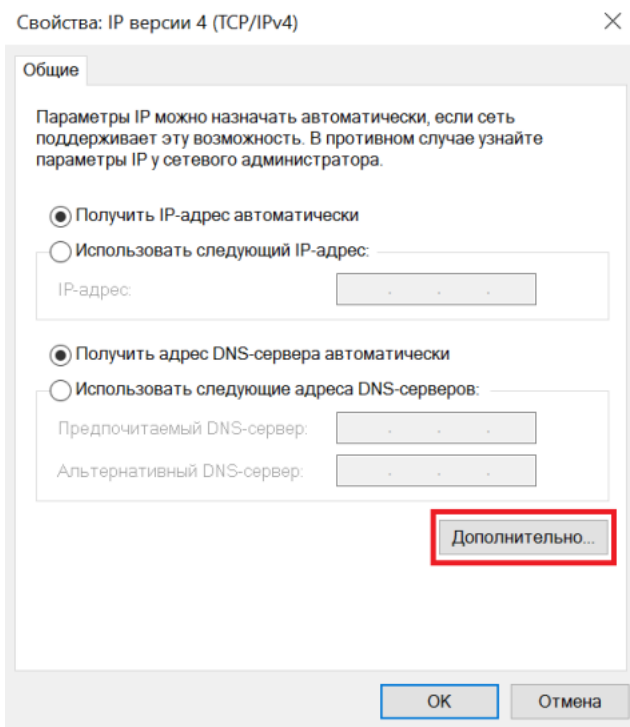 Свойства: IP версии 4 (TCP/IPv4)
Общие
Параметры IP можно назначать автоматически, если сеть
поддерживает эту возможность. В противном случае узнайте
параметры IP у сетевого администратора.
Получить IP-адрес автоматически
Использовать следующий IP-адрес:
IP-адрес:
Получить адрес DNS-сервера автоматически
Использовать следующие адреса DNS-серверов:
Предпочитаемый DNS-сервер:
Альтернативный DNS-сервер:
Дополнительно...
OK
Отмена